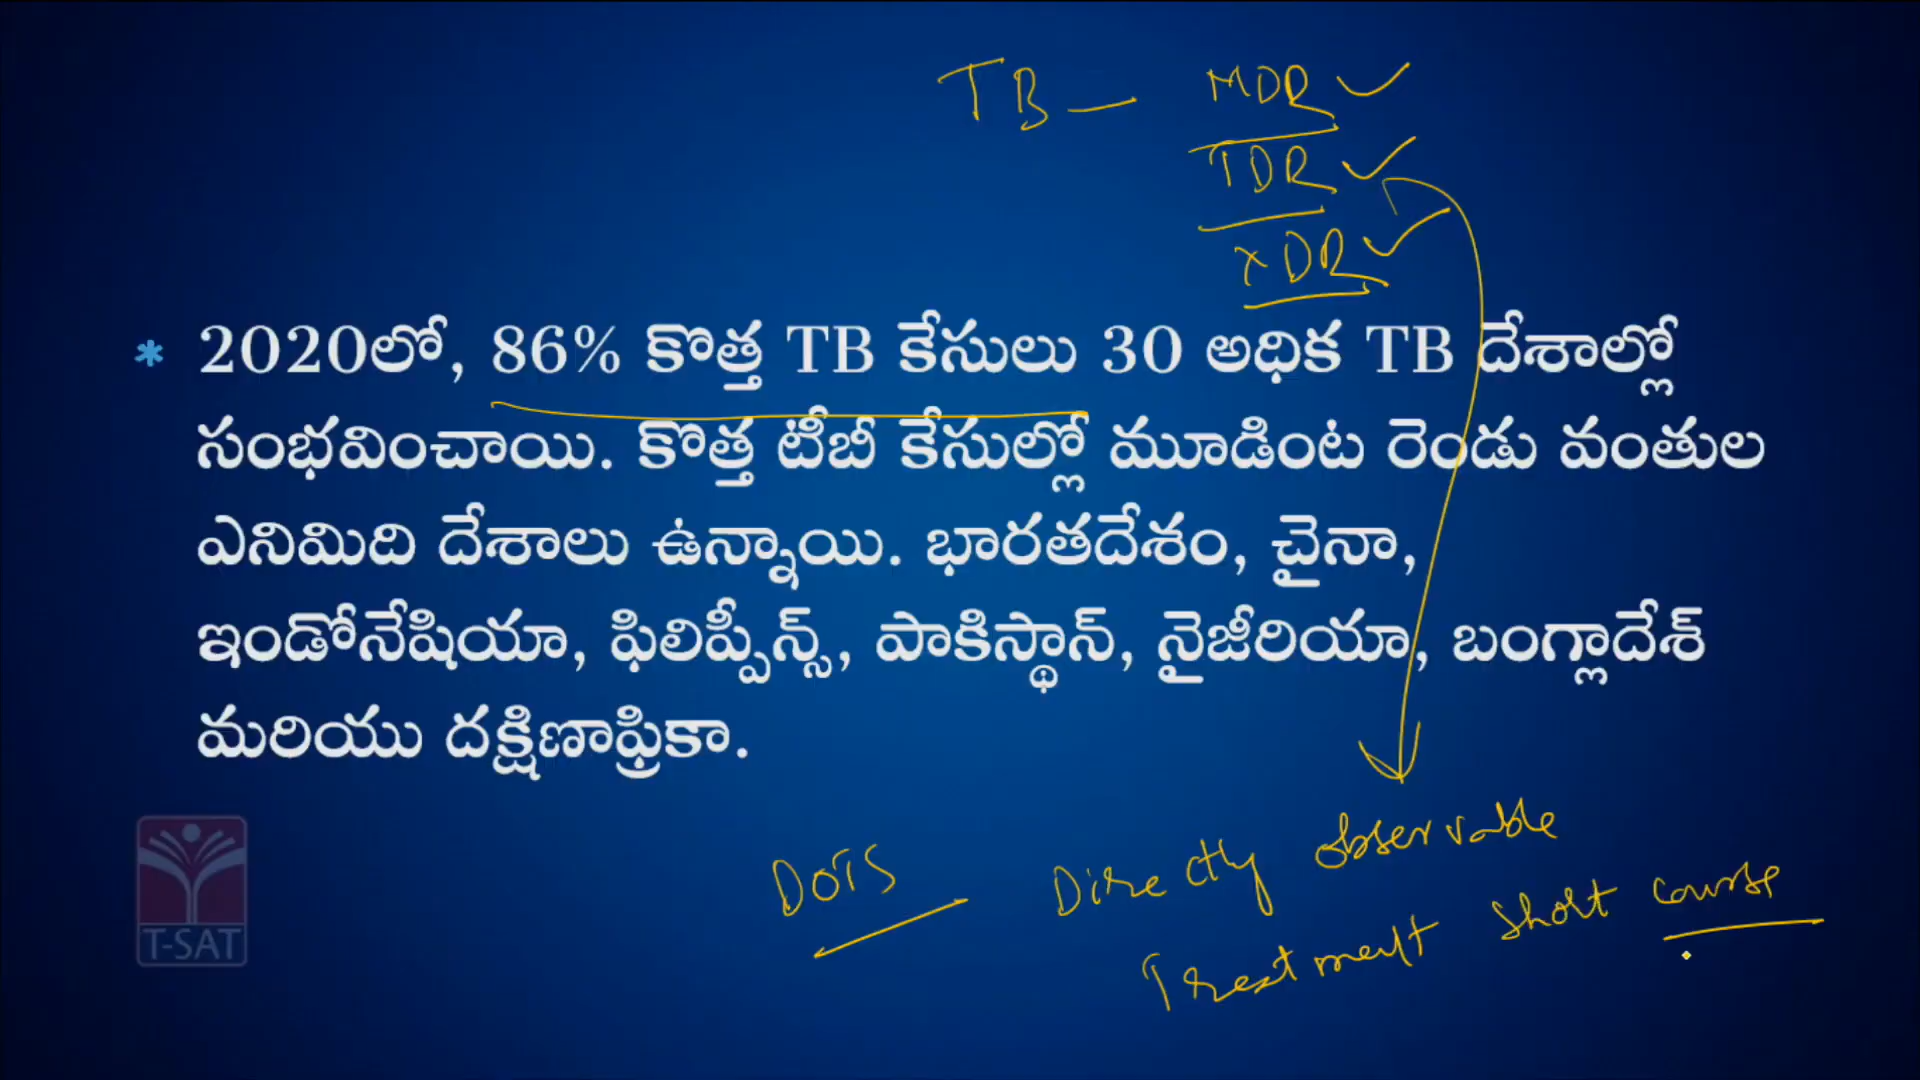 TB - MDR
TDR
XDR
* 2020లో, 86% కొత్త TB కేసులు 30 అధిక TB దేశాల్లో
సంభవించాయి. కొత్త టీబీ కేసుల్లో మూడింట రెండు వంతుల
ఎనిమిది దేశాలు ఉన్నాయి. భారతదేశం, చైనా,
ఇండోనేషియా, ఫిలిప్పీన్స్, పాకిస్థాన్, నైజీరియా, బంగ్లాదేశ్
మరియు దక్షిణాఫ్రికా.
DOTS Directly observable
Treatment short course
T-SAT